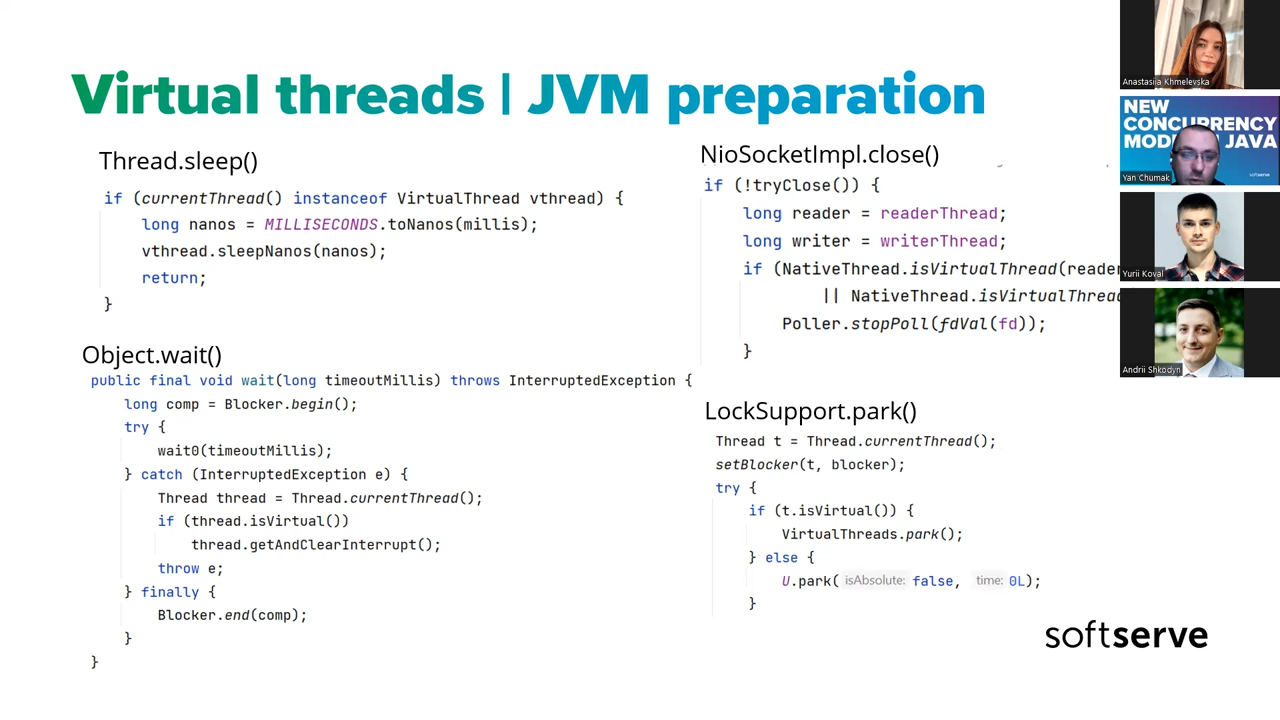 Virtual threads | JVM preparation
Thread.sleep()
if (currentThread() instanceof VirtualThread vthread) {
long nanos = MILLISECONDS.toNanos(millis);
vthread.sleepNanos(nanos);
return;
}
Object.wait()
public final void wait(long timeoutMillis) throws InterruptedException {
long comp = Blocker.begin();
try {
wait0(timeoutMillis);
} catch (InterruptedException e) {
Thread thread = Thread.currentThread();
if (thread.isVirtual())
thread.getAndClearInterrupt();
throw e;
} finally {
Blocker.end(comp);
}
}
NioSocketImpl.close()
if (!tryClose()) {
long reader = readerThread;
long writer = writerThread;
if (NativeThread.isVirtualThread(reader
|| NativeThread.isVirtualThread
Poller.stopPoll(fdVal(fd));
}
LockSupport.park()
Thread t = Thread.currentThread();
setBlocker(t, blocker);
try {
if (t.isVirtual()) {
VirtualThreads.park();
} else {
U.park( isAbsolute: false, time: 0L);
}
softserve
Anastasiia Khmelevska
NEW
CONCURRENCY
JAVA
softserve
Yan Chumak
Yurii Koval
Andrii Shkodyn